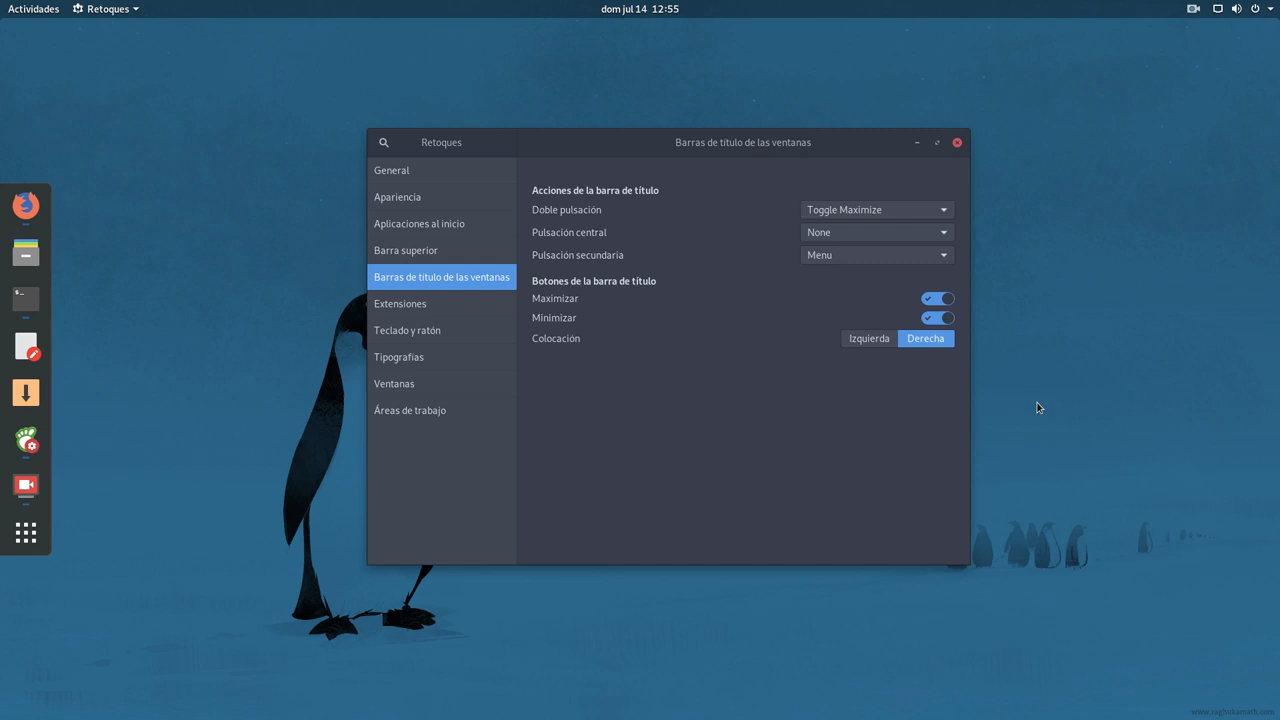 Actividades Retoques dom jul 14 12:55
Retoques Barras de título de las ventanas
General
Apariencia
Aplicaciones al inicio
Barra superior
Barras de título de las ventanas
Extensiones
Teclado y ratón
Tipografías
Ventanas
Áreas de trabajo
Acciones de la barra de título
Doble pulsación Toggle Maximize
Pulsación central None
Pulsación secundaria Menu
Botones de la barra de título
Maximizar
Minimizar
Colocación Izquierda Derecha